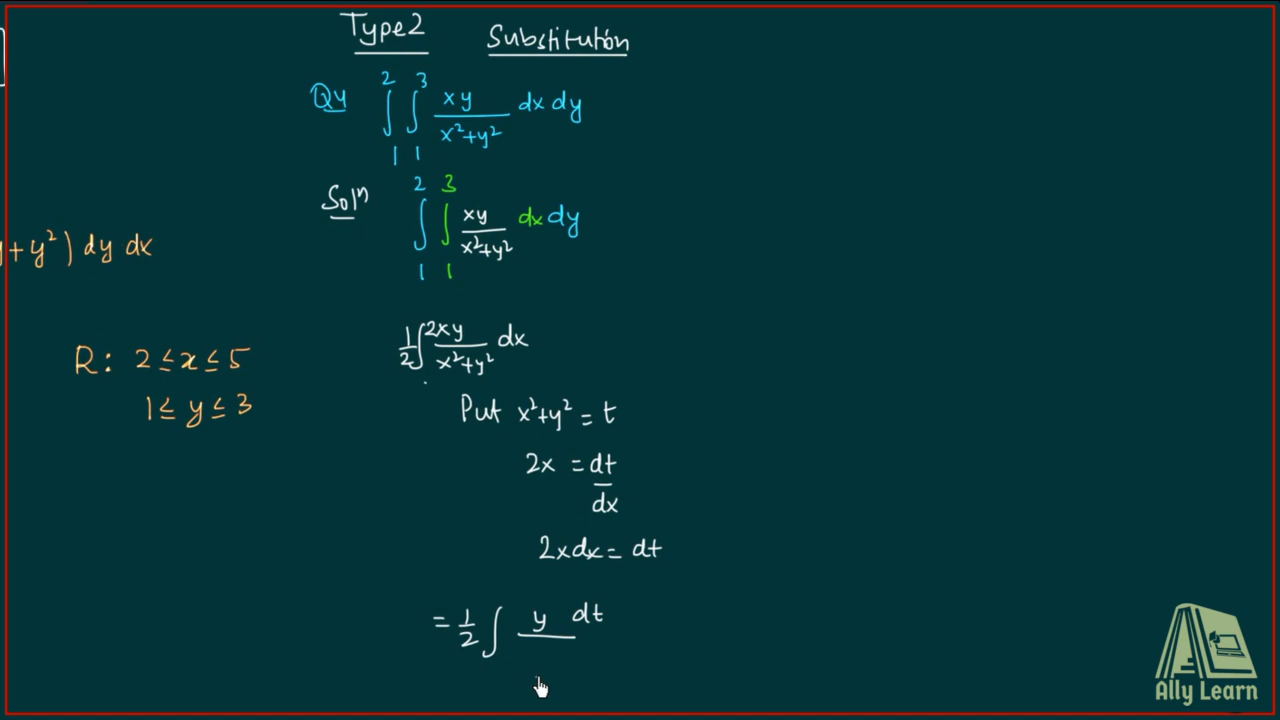 Type2 Substitution
Q4 ∫₁² ∫₁³ xy/(x²+y²) dx dy
Solⁿ ∫₁² ∫₁³ xy/(x²+y²) dx dy
+ y²) dy dx
R: 2 ≤ x ≤ 5
1 ≤ y ≤ 3
1/2 ∫ 2xy/(x²+y²) dx
Put x²+y² = t
2x = dt/dx
2xdx = dt
= 1/2 ∫ y dt
Ally Learn